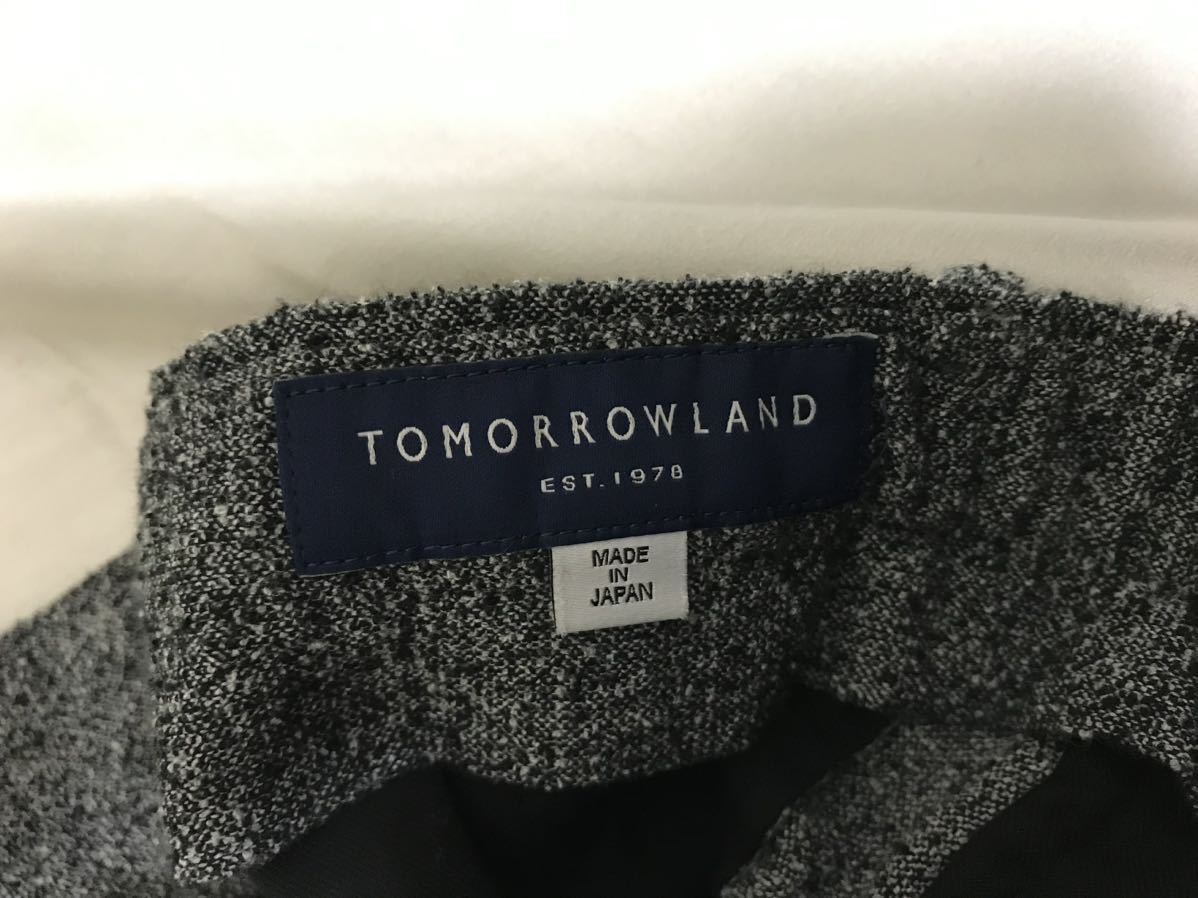 TOMORROWLAND
EST. 1978
MADE
IN
JAPAN